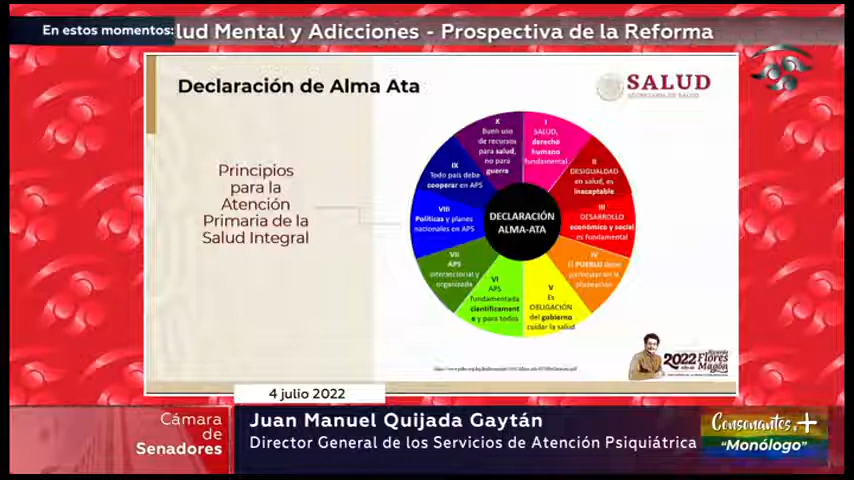 En estos momentos:
lud Mental y Adicciones - Prospectiva de la Reforma
Declaración de Alma Ata
SALUD
SECRETARÍA DE SALUD
Principios
para la
Atención
Primaria de la
Salud Integral
I
SALUD,
derecho
humano
fundamental
II
DESIGUALDAD
en salud, es
inaceptable
III
DESARROLLO
económico y social
es fundamental
IV
El PUEBLO debe
participar en la
planeación
V
Es
OBLIGACIÓN
del gobierno
cuidar la salud
VI
APS
fundamentada
científicament
e y para todos
VII
APS
intersectorial y
organizada
VIII
Políticas y planes
nacionales en APS
IX
Todo país debe
cooperar en APS
X
Buen uso
de recursos
para salud,
no para
guerra
DECLARACIÓN
ALMA-ATA
2022 Ricardo
Flores
Magón
4 julio 2022
Cámara
de
Senadores
Juan Manuel Quijada Gaytán
Director General de los Servicios de Atención Psiquiátrica
Consonantes,+
"Monólogo"